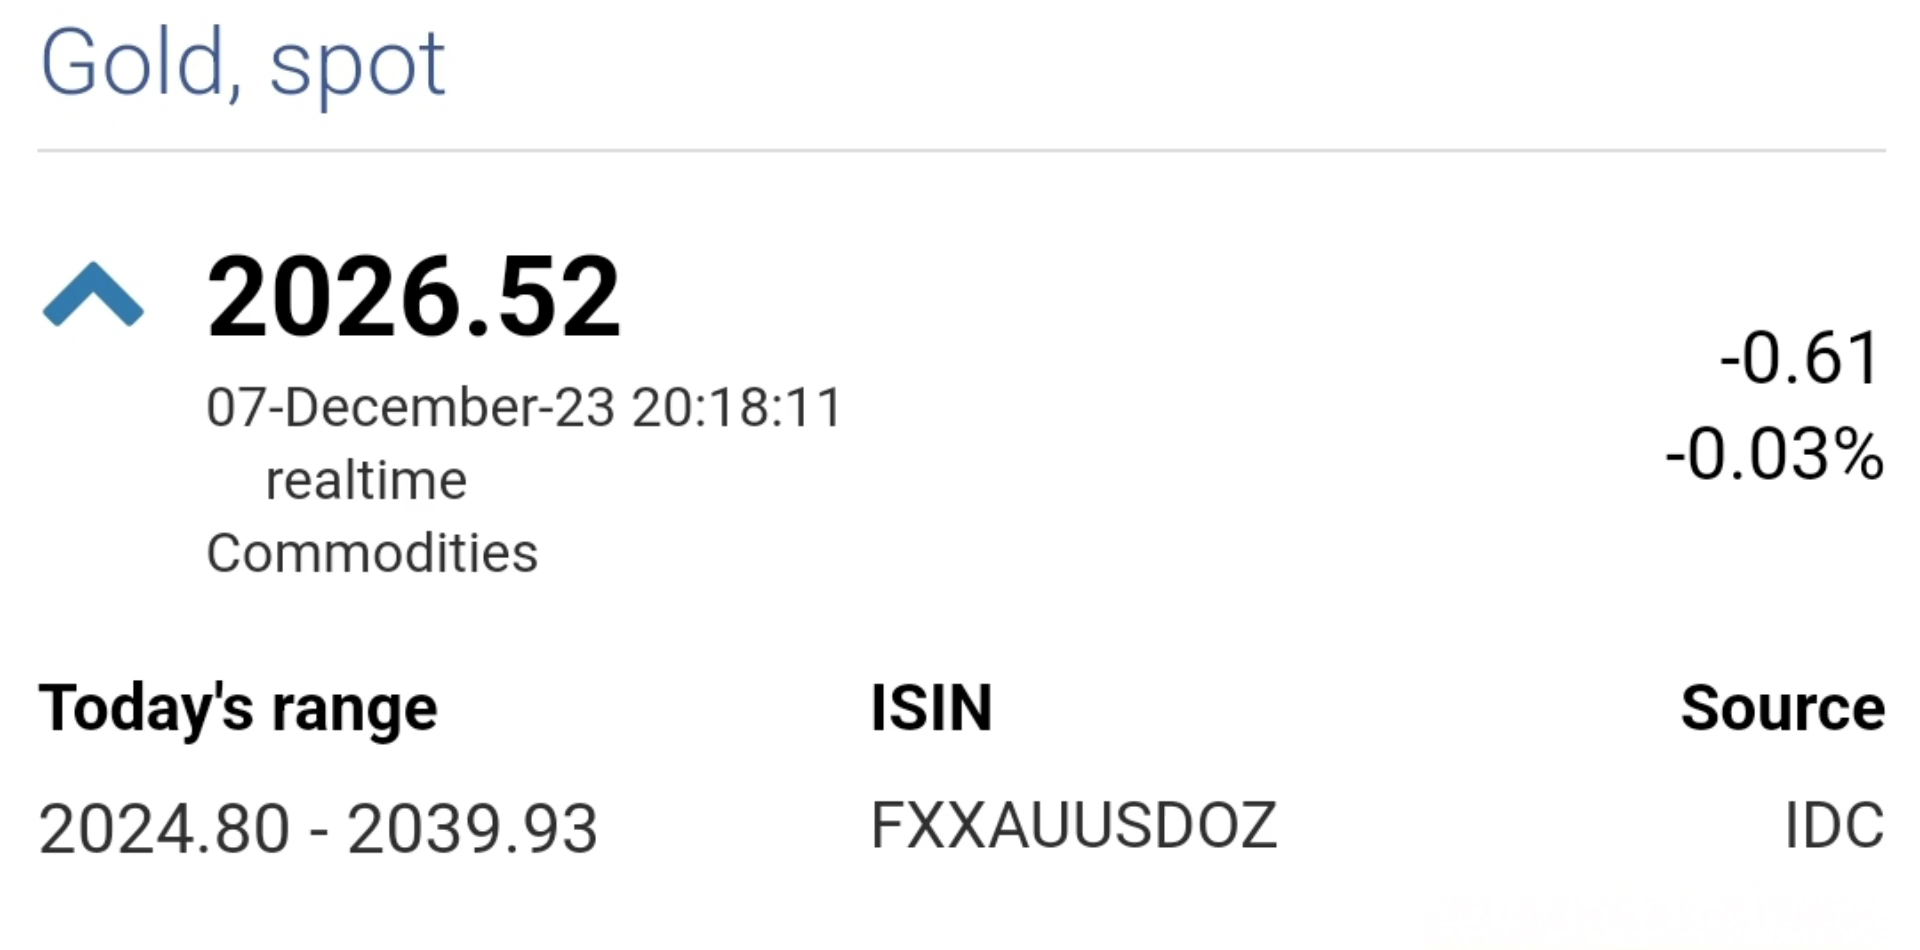 Gold, spot
2026.52
-0.61
07-December-23 20:18:11
-0.03%
realtime
Commodities
Today's range ISIN Source
2024.80 - 2039.93 FXXAUUSDOZ IDC